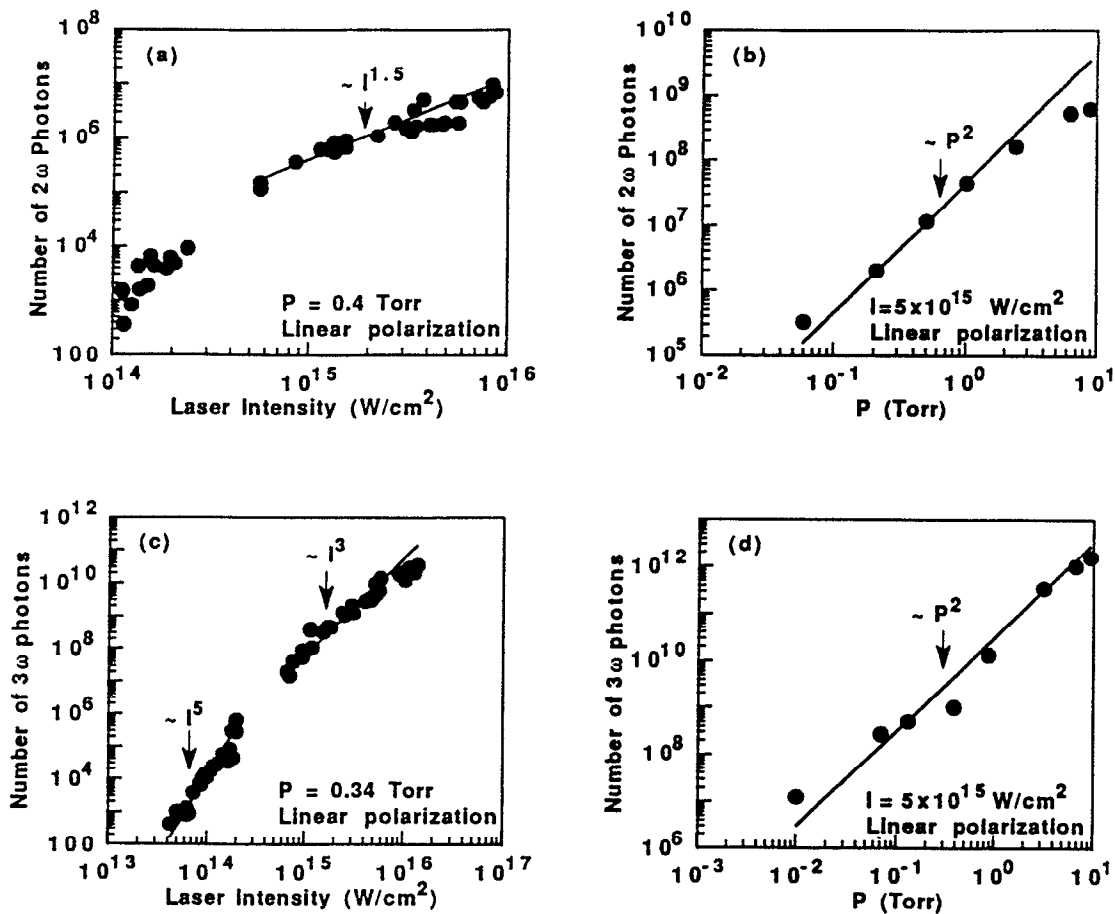 (a)
Number of 2ω Photons
10^8
10^6
10^4
100
~ I^1.5
P = 0.4 Torr
Linear polarization
10^14
10^15
10^16
Laser Intensity (W/cm^2)
(b)
Number of 2ω Photons
10^10
10^9
10^8
10^7
10^6
10^5
~ P^2
I=5x10^15 W/cm^2
Linear polarization
10^-2
10^-1
10^0
10^1
P (Torr)
(c)
Number of 3ω photons
10^12
10^10
10^8
10^6
10^4
100
~ I^3
~ I^5
P = 0.34 Torr
Linear polarization
10^13
10^14
10^15
10^16
10^17
Laser Intensity (W/cm^2)
(d)
Number of 3ω photons
10^12
10^10
10^8
10^6
~ P^2
I = 5x10^15 W/cm^2
Linear polarization
10^-3
10^-2
10^-1
10^0
10^1
P (Torr)